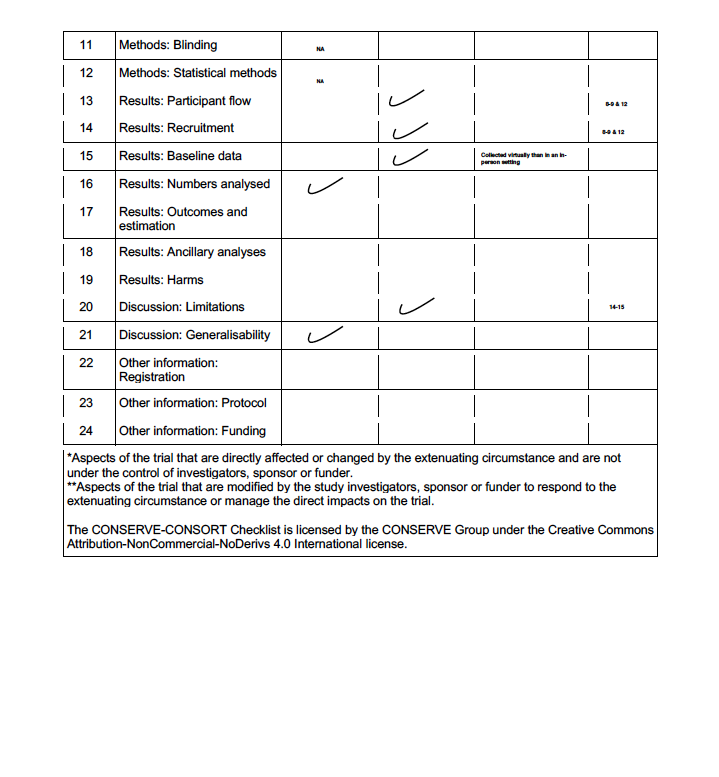 11 Methods: Blinding NA
12 Methods: Statistical methods NA
13 Results: Participant flow 8-9 & 12
14 Results: Recruitment 8-9 & 12
15 Results: Baseline data Collected virtually than in an in-
person setting
16 Results: Numbers analysed
17 Results: Outcomes and
estimation
18 Results: Ancillary analyses
19 Results: Harms
20 Discussion: Limitations 14-15
21 Discussion: Generalisability
22 Other information:
Registration
23 Other information: Protocol
24 Other information: Funding
*Aspects of the trial that are directly affected or changed by the extenuating circumstance and are not
under the control of investigators, sponsor or funder.
**Aspects of the trial that are modified by the study investigators, sponsor or funder to respond to the
extenuating circumstance or manage the direct impacts on the trial.
The CONSERVE-CONSORT Checklist is licensed by the CONSERVE Group under the Creative Commons
Attribution-NonCommercial-NoDerivs 4.0 International license.